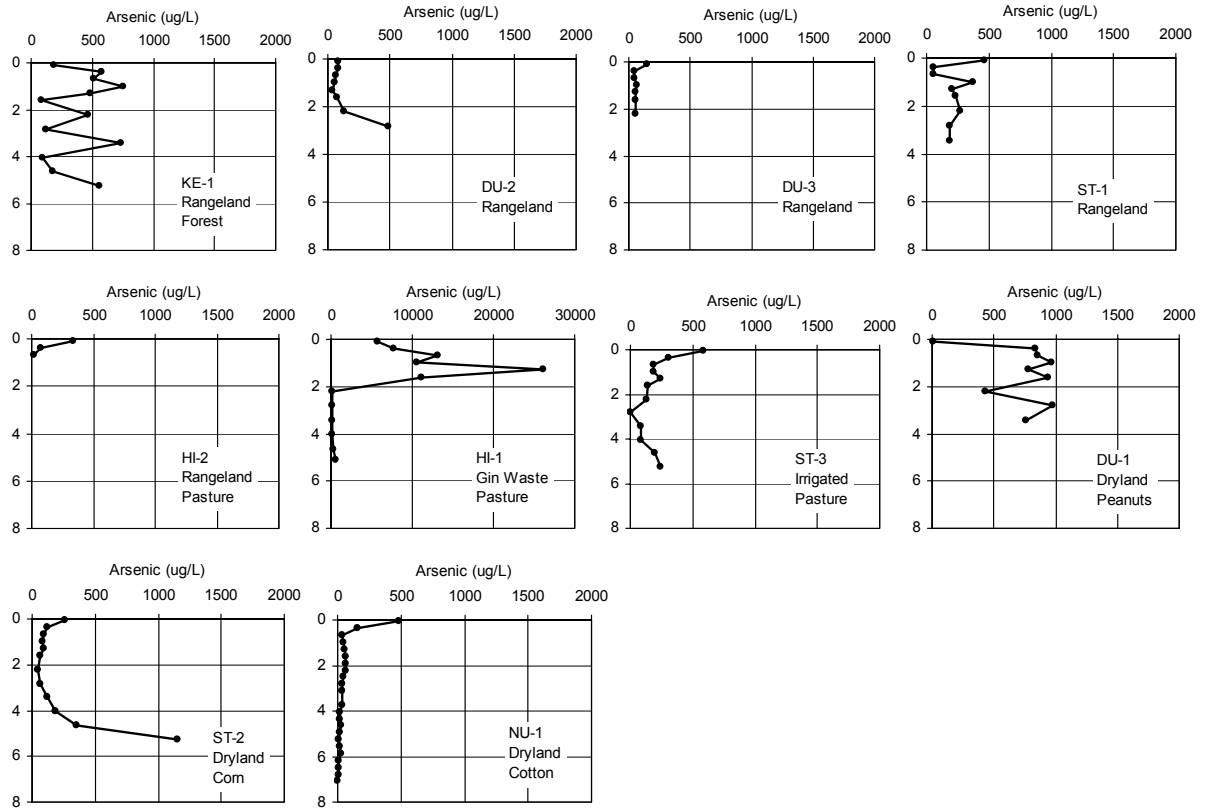 Arsenic (ug/L)
0 500 1000 1500 2000
0
2
4
6
8
KE-1
Rangeland
Forest
Arsenic (ug/L)
0 500 1000 1500 2000
0
2
4
6
8
DU-2
Rangeland
Arsenic (ug/L)
0 500 1000 1500 2000
0
2
4
6
8
DU-3
Rangeland
Arsenic (ug/L)
0 500 1000 1500 2000
0
2
4
6
8
ST-1
Rangeland
Arsenic (ug/L)
0 500 1000 1500 2000
0
2
4
6
8
HI-2
Rangeland
Pasture
Arsenic (ug/L)
0 10000 20000 30000
0
2
4
6
8
HI-1
Gin Waste
Pasture
Arsenic (ug/L)
0 500 1000 1500 2000
0
2
4
6
8
ST-3
Irrigated
Pasture
Arsenic (ug/L)
0 500 1000 1500 2000
0
2
4
6
8
DU-1
Dryland
Peanuts
Arsenic (ug/L)
0 500 1000 1500 2000
0
2
4
6
8
ST-2
Dryland
Corn
Arsenic (ug/L)
0 500 1000 1500 2000
0
2
4
6
8
NU-1
Dryland
Cotton